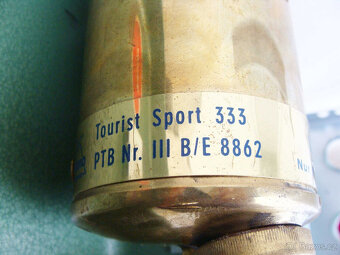 Tourist Sport 333
PTB Nr. III B/E 8862